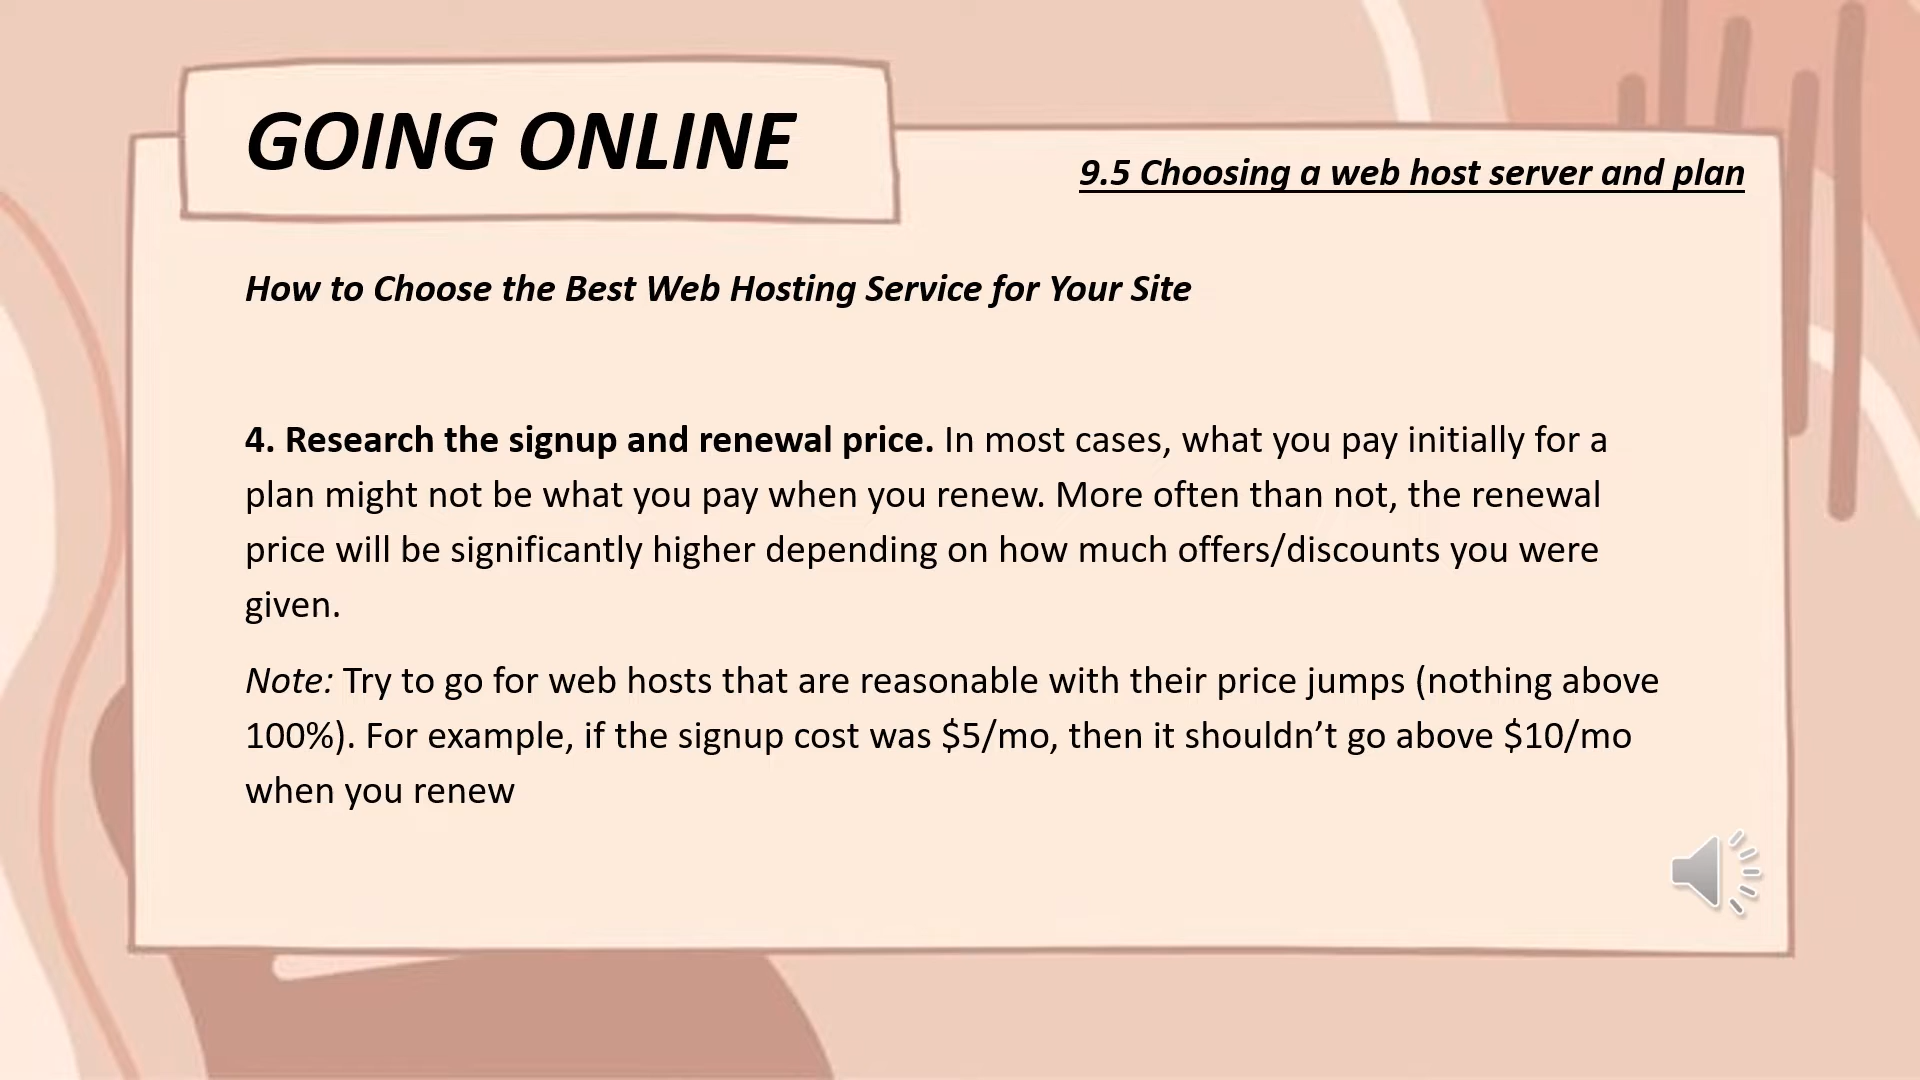 GOING ONLINE
9.5 Choosing a web host server and plan
How to Choose the Best Web Hosting Service for Your Site
4. Research the signup and renewal price. In most cases, what you pay initially for a
plan might not be what you pay when you renew. More often than not, the renewal
price will be significantly higher depending on how much offers/discounts you were
given.
Note: Try to go for web hosts that are reasonable with their price jumps (nothing above
100%). For example, if the signup cost was $5/mo, then it shouldn’t go above $10/mo
when you renew